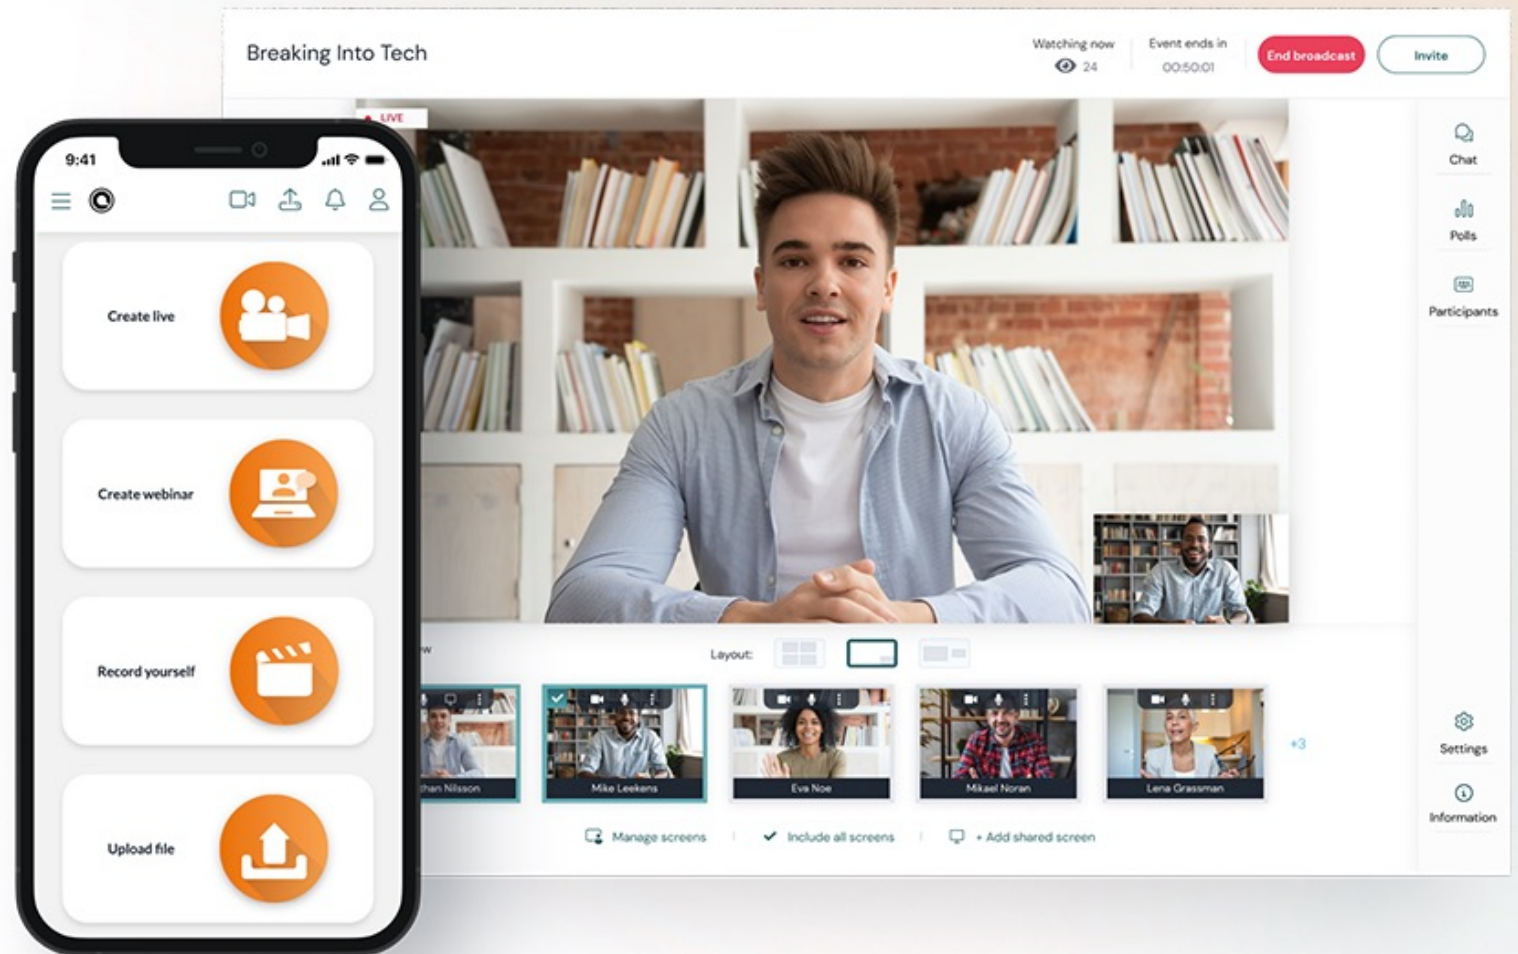 Breaking Into Tech
Watching now
24
Event ends in
00:50:01
End broadcast
Invite
LIVE
Chat
Polls
Participants
Settings
Information
Layout:
Nilsson
Mike Leekens
Eva Noe
Mikael Noran
Lena Grassman
+3
Manage screens
Include all screens
+ Add shared screen
9:41
Create live
Create webinar
Record yourself
Upload file